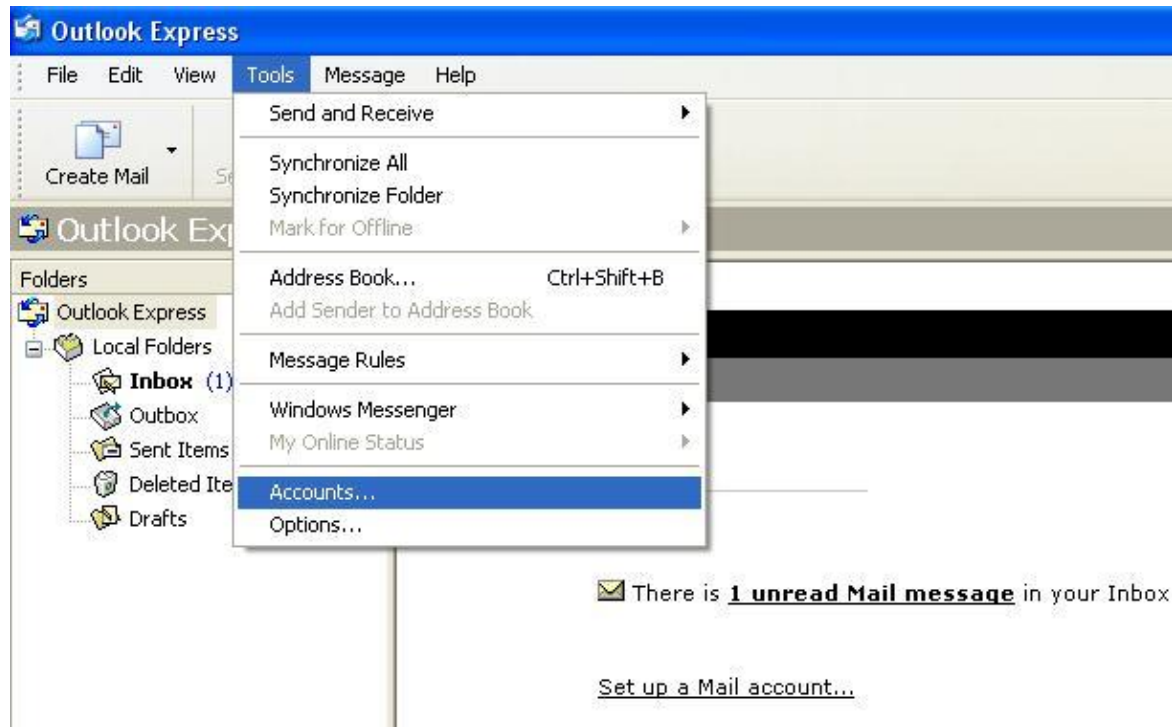 Outlook Express
File Edit View Tools Message Help
Create Mail
Send and Receive
Synchronize All
Synchronize Folder
Mark for Offline
Address Book... Ctrl+Shift+B
Add Sender to Address Book
Message Rules
Windows Messenger
My Online Status
Accounts...
Options...
Outlook Exp
Folders
Outlook Express
Local Folders
Inbox (1)
Outbox
Sent Items
Deleted Ite
Drafts
There is 1 unread Mail message in your Inbox
Set up a Mail account...